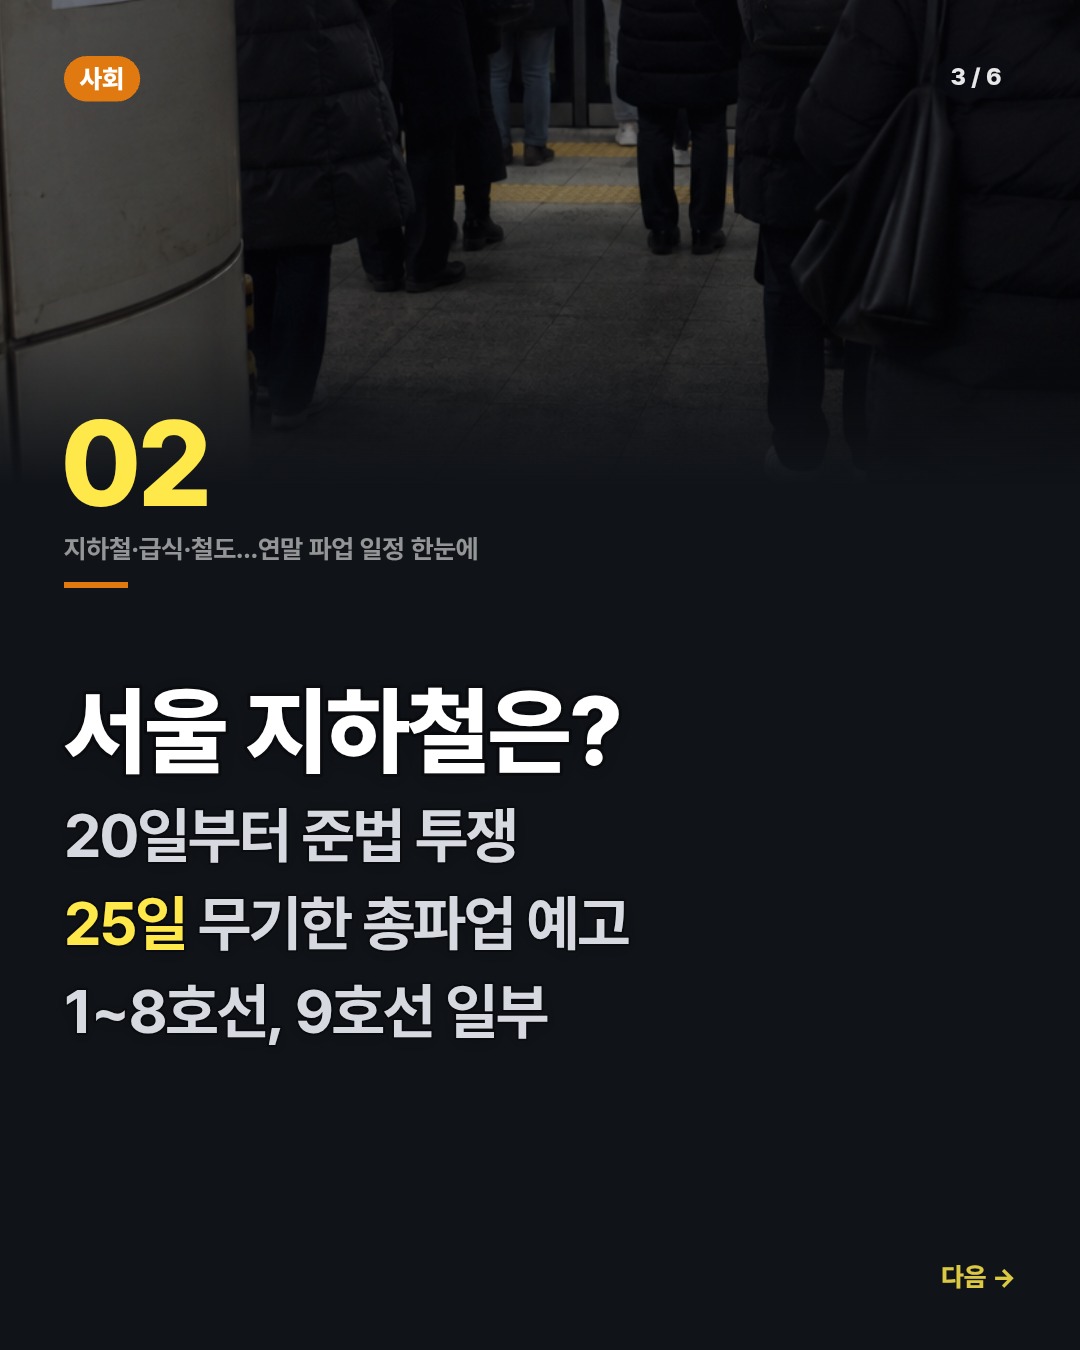 사회
3 / 6
02
지하철·급식·철도…연말 파업 일정 한눈에
서울 지하철은?
20일부터 준법 투쟁
25일 무기한 총파업 예고
1~8호선, 9호선 일부
다음 →